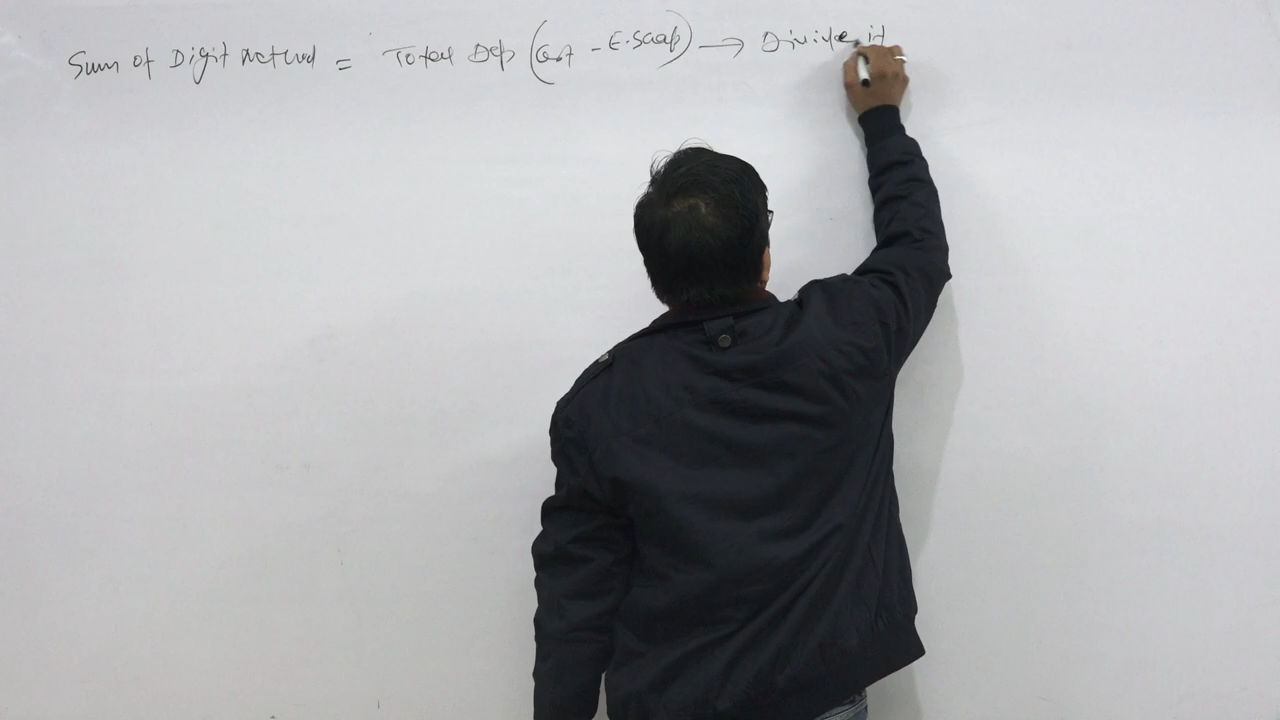 Sum of Digit Method = Total Dep (Cost - E.Scrap) → Divide it